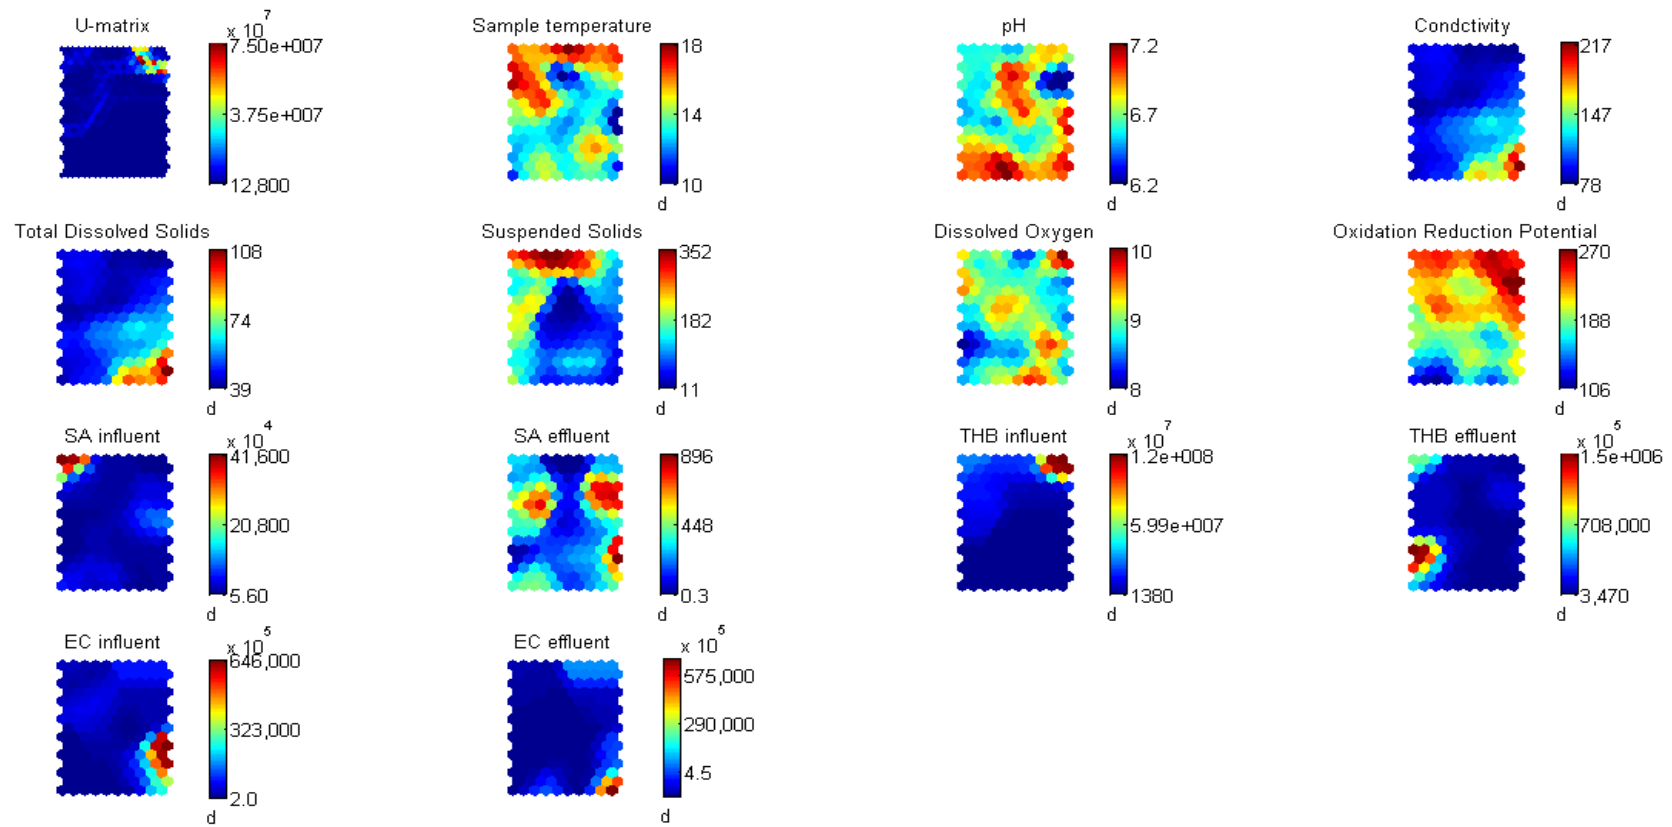 U-matrix
x 10^7
7.50e+007
3.75e+007
12,800
Sample temperature
18
14
10
d
pH
7.2
6.7
6.2
d
Condctivity
217
147
78
d
Total Dissolved Solids
108
74
39
d
Suspended Solids
352
182
11
d
Dissolved Oxygen
10
9
8
d
Oxidation Reduction Potential
270
188
106
d
SA influent
x 10^4
41,600
20,800
5.60
d
SA effluent
896
448
0.3
d
THB influent
x 10^7
1.2e+008
5.99e+007
1380
d
THB effluent
x 10^5
1.5e+006
708,000
3,470
d
EC influent
x 10^5
646,000
323,000
2.0
d
EC effluent
x 10^5
575,000
290,000
4.5
d